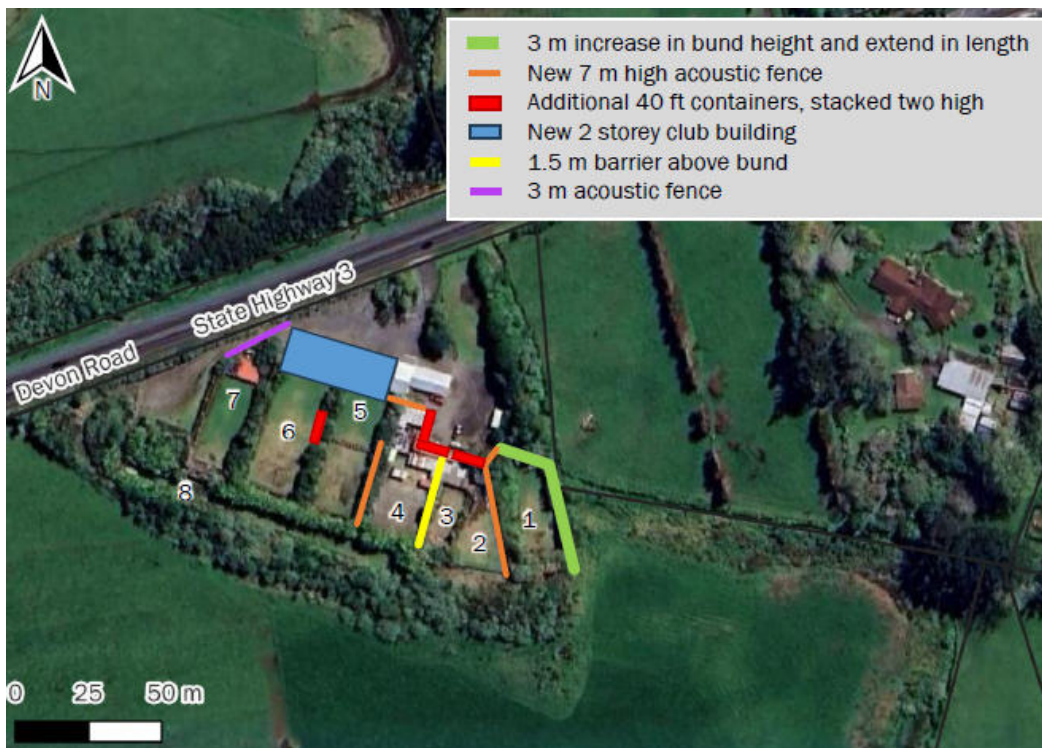 N
3 m increase in bund height and extend in length
New 7 m high acoustic fence
Additional 40 ft containers, stacked two high
New 2 storey club building
1.5 m barrier above bund
3 m acoustic fence
State Highway 3
Devon Road
7
5
6
8
4
3
1
2
0 25 50 m